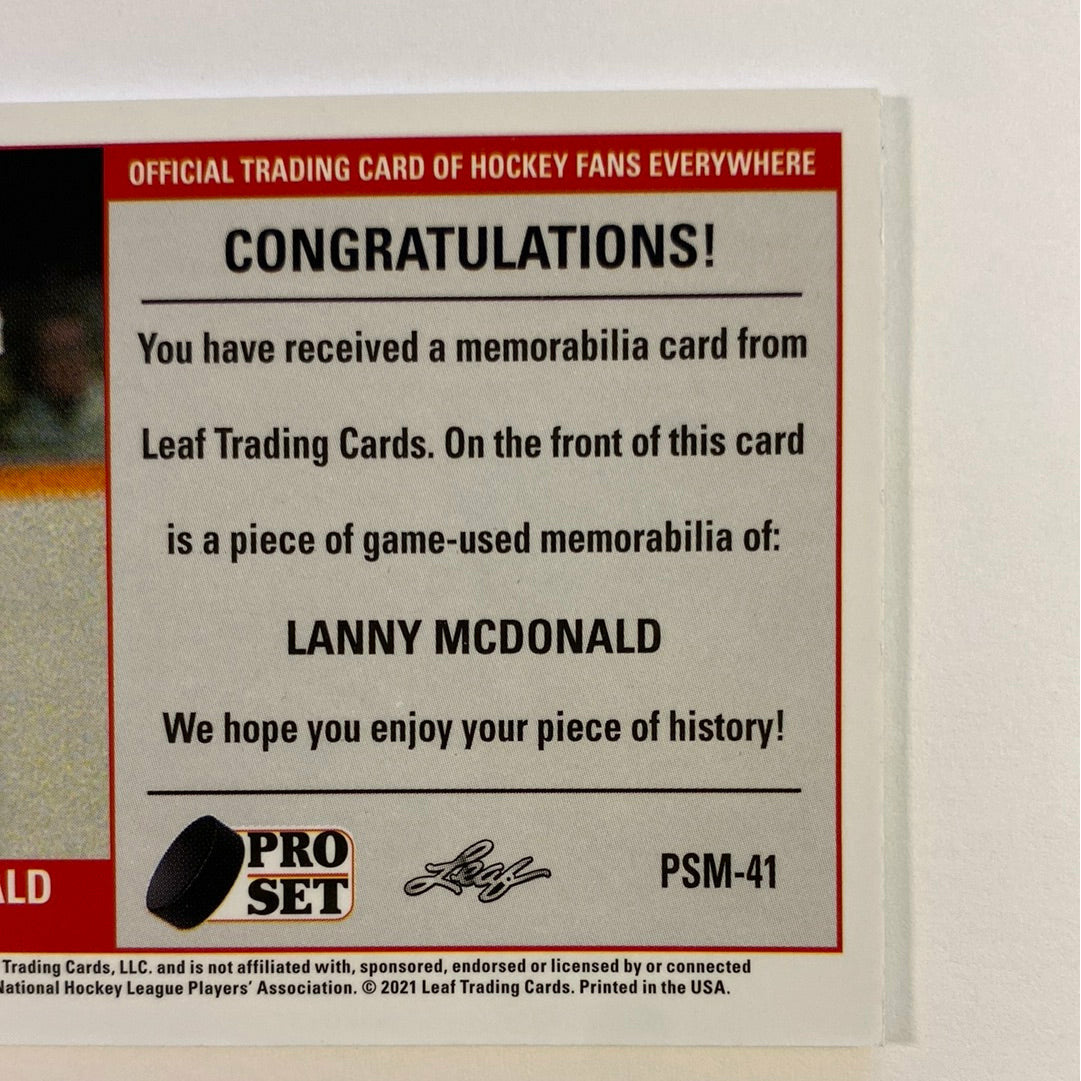 OFFICIAL TRADING CARD OF HOCKEY FANS EVERYWHERE
CONGRATULATIONS!
You have received a memorabilia card from
Leaf Trading Cards. On the front of this card
is a piece of game-used memorabilia of:
LANNY MCDONALD
We hope you enjoy your piece of history!
PRO
SET
Leaf
PSM-41
ALD
Trading Cards, LLC. and is not affiliated with, sponsored, endorsed or licensed by or connected
National Hockey League Players' Association. © 2021 Leaf Trading Cards. Printed in the USA.